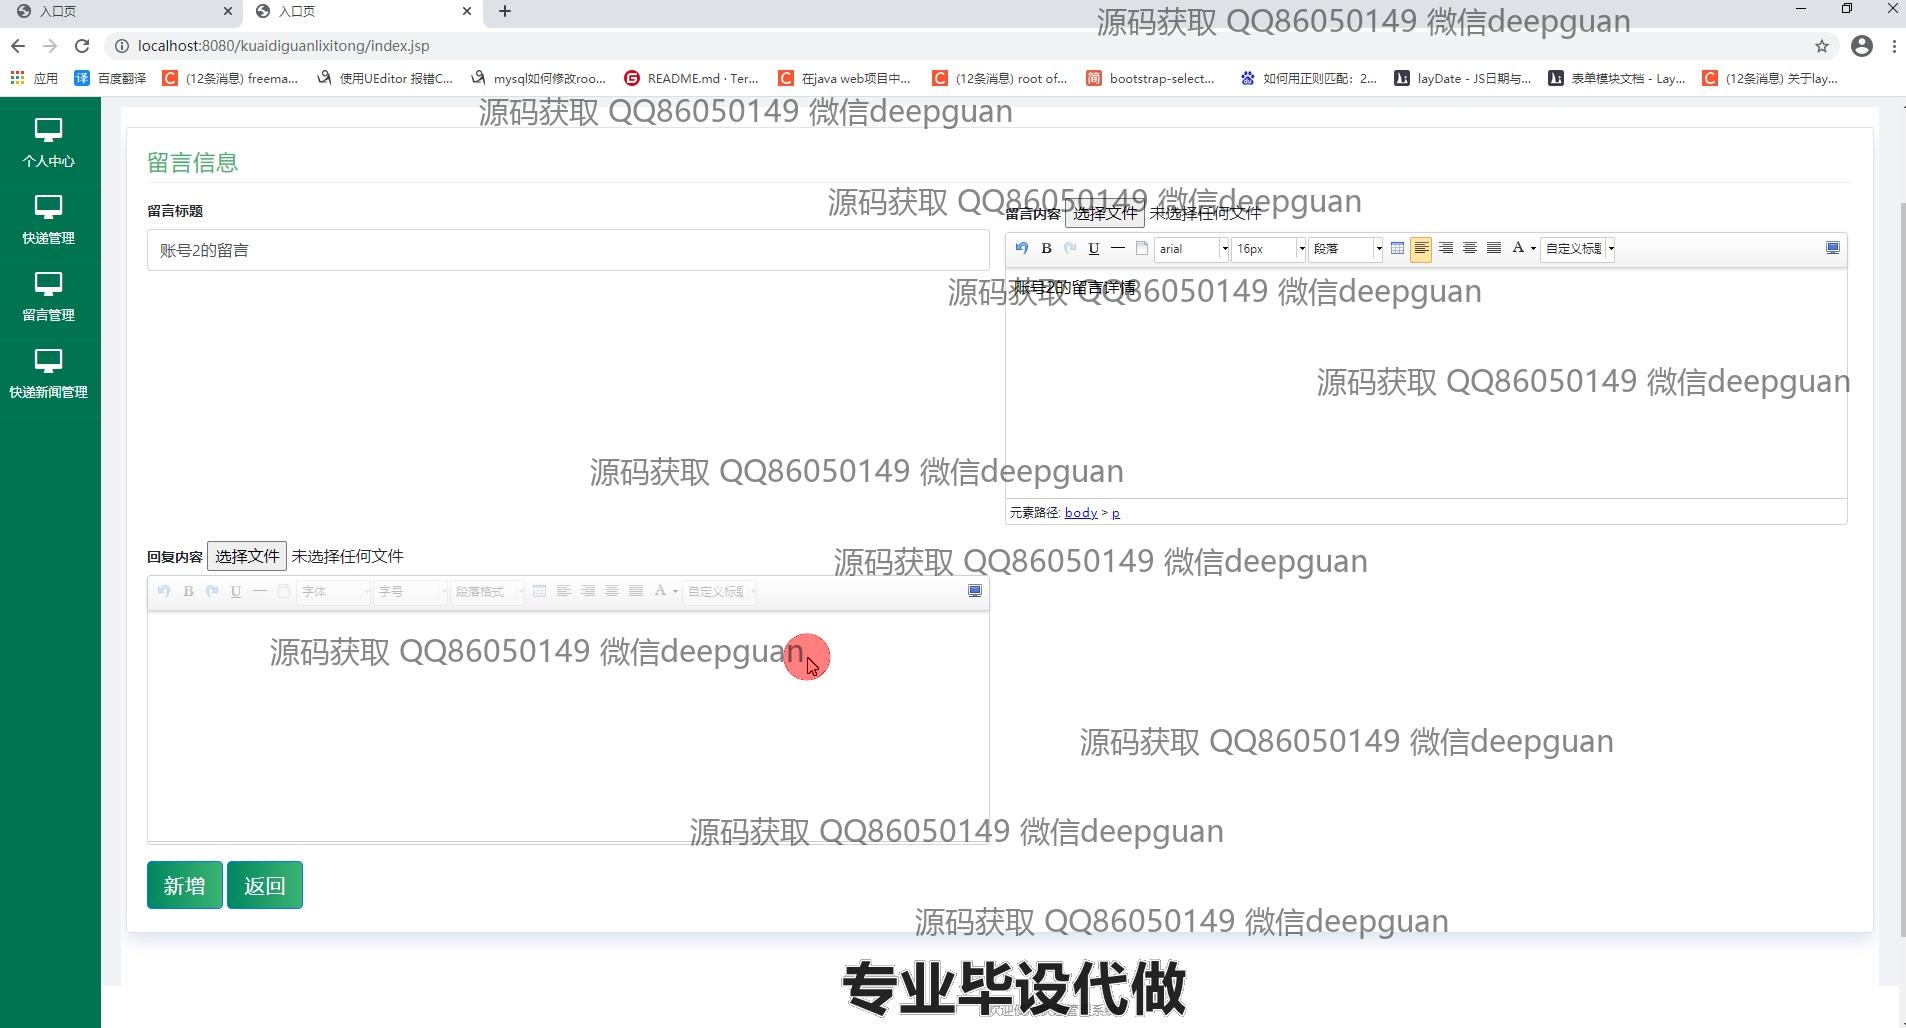 入口页
入口页
源码获取 QQ86050149 微信deepguan
localhost:8080/kuaidiguanlixitong/index.jsp
应用
译 百度翻译
C (12条消息) freema...
使用UEditor 报错C...
mysql如何修改roo...
G README.md · Ter...
C 在java web项目中...
C (12条消息) root of...
简 bootstrap-select...
如何用正则匹配：2...
layDate - JS日期与...
表单模块文档 - Lay...
C (12条消息) 关于lay...
源码获取 QQ86050149 微信deepguan
个人中心
快递管理
留言管理
快递新闻管理
留言信息
源码获取 QQ86050149 微信deepguan
留言标题
留言内容 选择文件 未选择任何文件
账号2的留言
B U arial 16px 段落 A 自定义标题
账号2的留言详情
源码获取 QQ86050149 微信deepguan
源码获取 QQ86050149 微信deepguan
源码获取 QQ86050149 微信deepguan
元素路径: body > p
回复内容 选择文件 未选择任何文件
源码获取 QQ86050149 微信deepguan
B U 字体 字号 段落格式 A 自定义标题
源码获取 QQ86050149 微信deepguan
源码获取 QQ86050149 微信deepguan
源码获取 QQ86050149 微信deepguan
新增 返回
源码获取 QQ86050149 微信deepguan
专业毕设代做